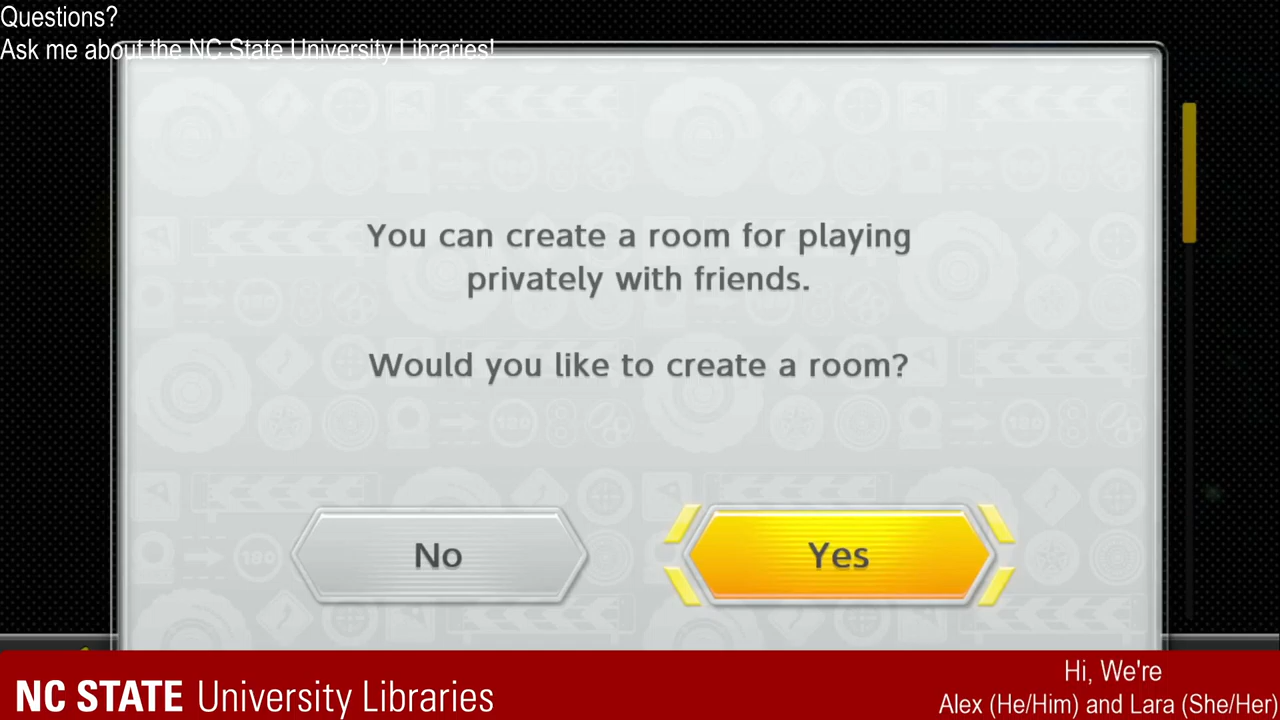 Questions?
Ask me about the NC State University Libraries!
You can create a room for playing
privately with friends.
Would you like to create a room?
No
Yes
NC STATE University Libraries
Hi, We're
Alex (He/Him) and Lara (She/Her)